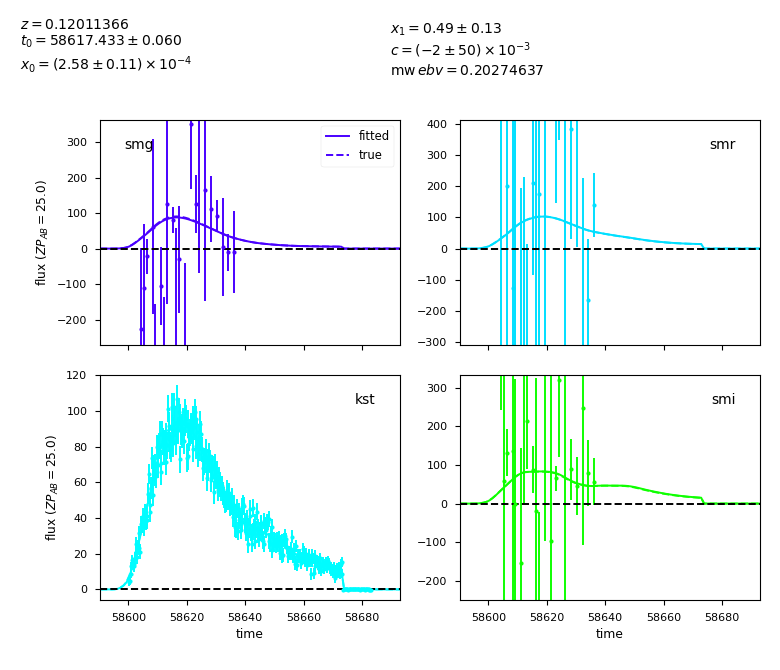 z = 0.12011366
t₀ = 58617.433 ± 0.060
x₀ = (2.58 ± 0.11) × 10⁻⁴
x₁ = 0.49 ± 0.13
c = (−2 ± 50) × 10⁻³
mw ebv = 0.20274637
smg
fitted
true
300
200
100
0
−100
−200
flux (ZP_AB = 25.0)
smr
400
300
200
100
0
−100
−200
−300
kst
120
100
80
60
40
20
0
flux (ZP_AB = 25.0)
58600 58620 58640 58660 58680
time
smi
300
200
100
0
−100
−200
58600 58620 58640 58660 58680
time